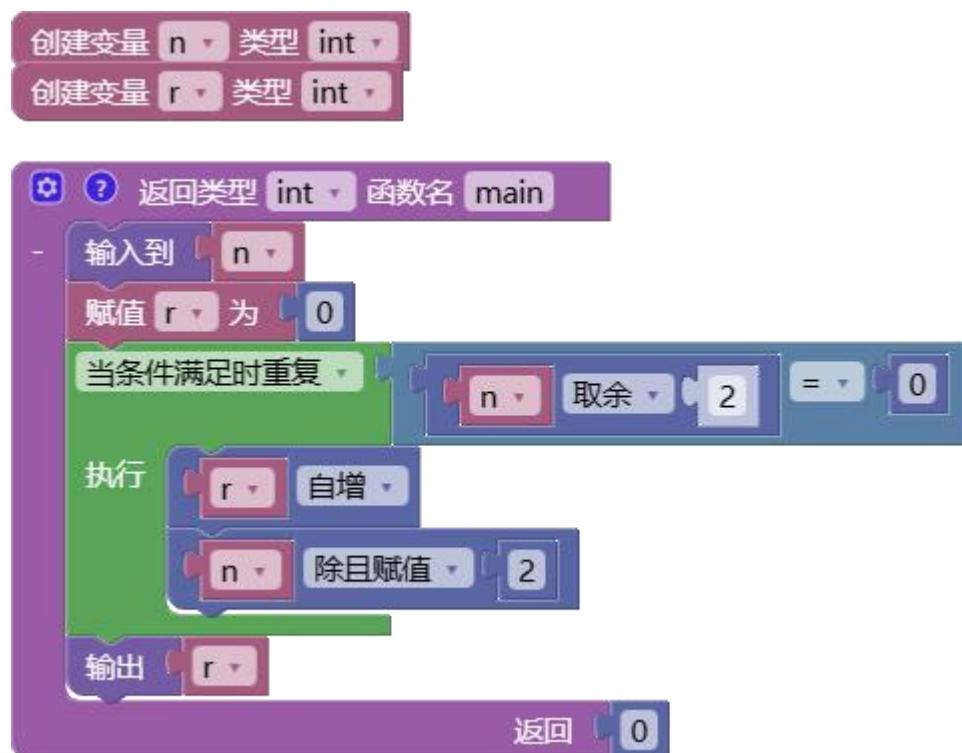 创建变量 n 类型 int
创建变量 r 类型 int
? 返回类型 int 函数名 main
- 输入到 n
赋值 r 为 0
当条件满足时重复 n 取余 2 = 0
执行 r 自增
n 除且赋值 2
输出 r
返回 0